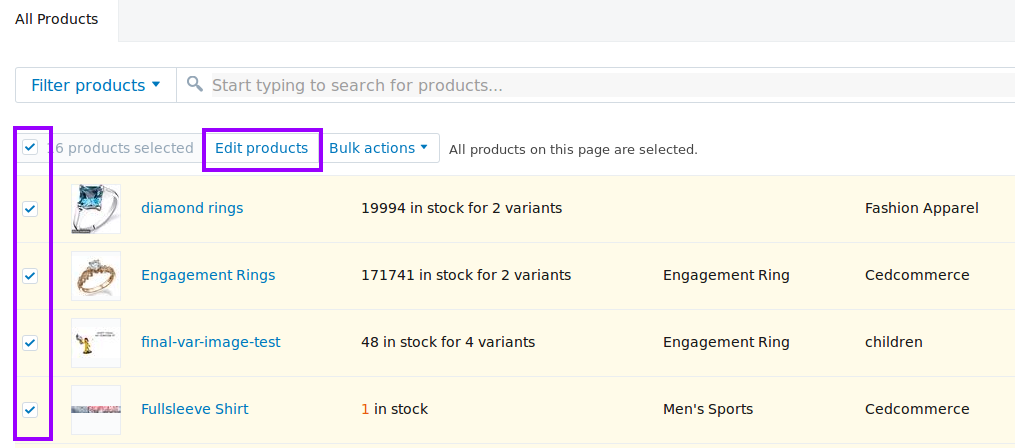 All Products
Filter products Start typing to search for products...
16 products selected Edit products Bulk actions All products on this page are selected.
diamond rings 19994 in stock for 2 variants Fashion Apparel
Engagement Rings 171741 in stock for 2 variants Engagement Ring Cedcommerce
final-var-image-test 48 in stock for 4 variants Engagement Ring children
Fullsleeve Shirt 1 in stock Men's Sports Cedcommerce